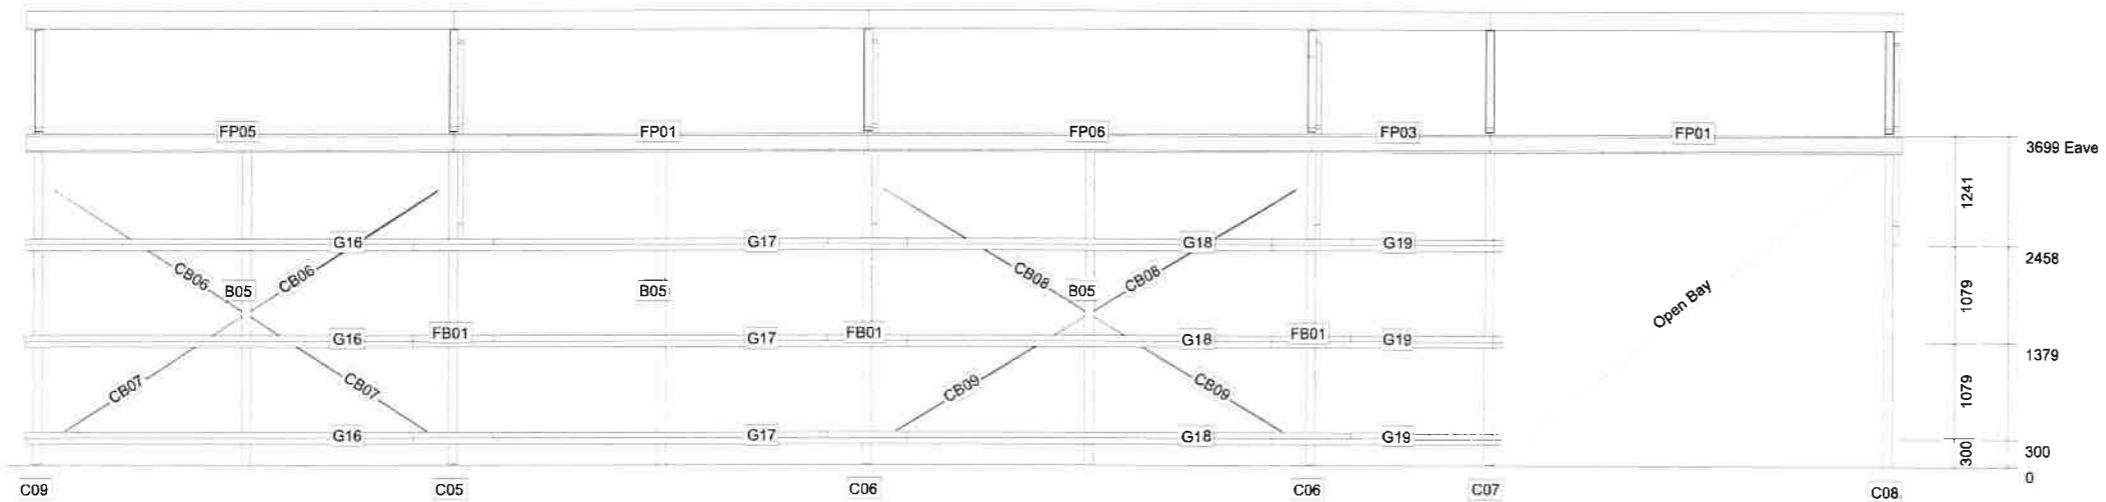 FP05 FP01 FP06 FP03 FP01
3699 Eave
1241
G16 G17 G18 G19
2458
CB06 CB06 CB08 CB08
B05 B05 B05
Open Bay
1079
FB01 FB01 FB01
G16 G17 G18 G19
1379
CB07 CB07 CB09 CB09
1079
G16 G17 G18 G19
300
300
0
C09 C05 C06 C06 C07 C08